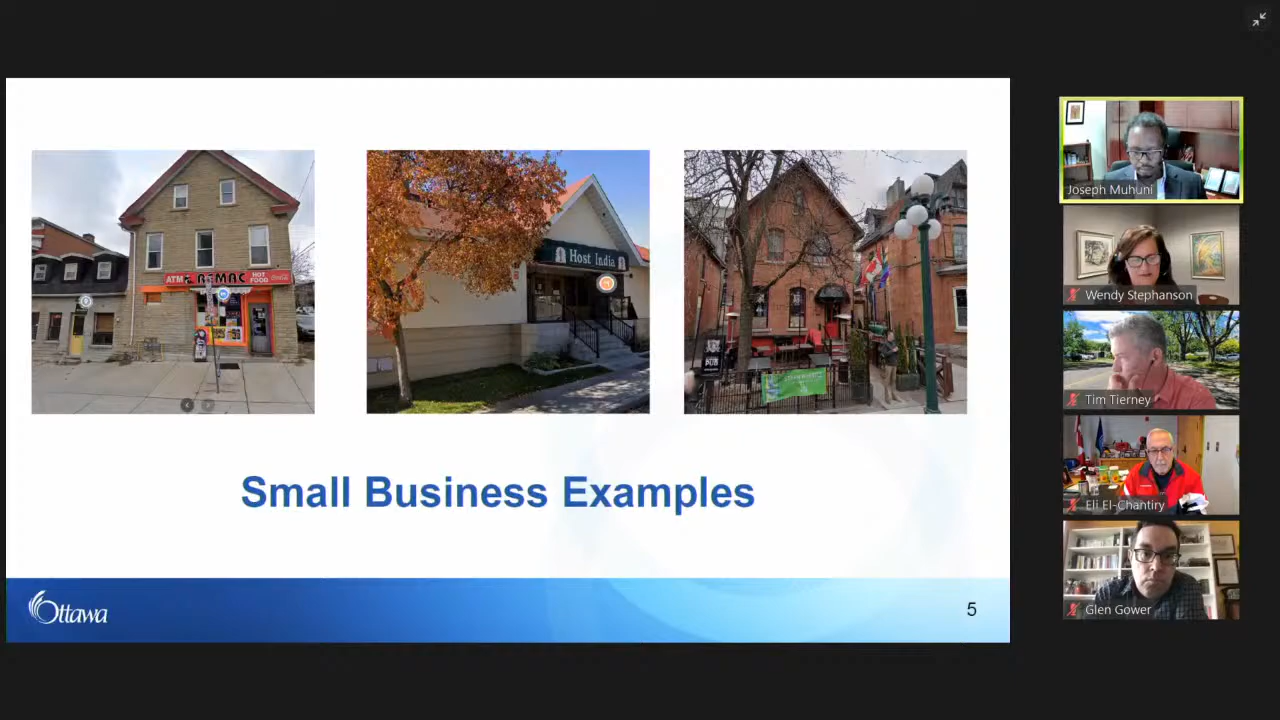 ATM
HOT
FOOD
Host India
PUB
Small Business Examples
Ottawa
5
Joseph Muhuni
Wendy Stephanson
Tim Tierney
Eli El-Chantiry
Glen Gower